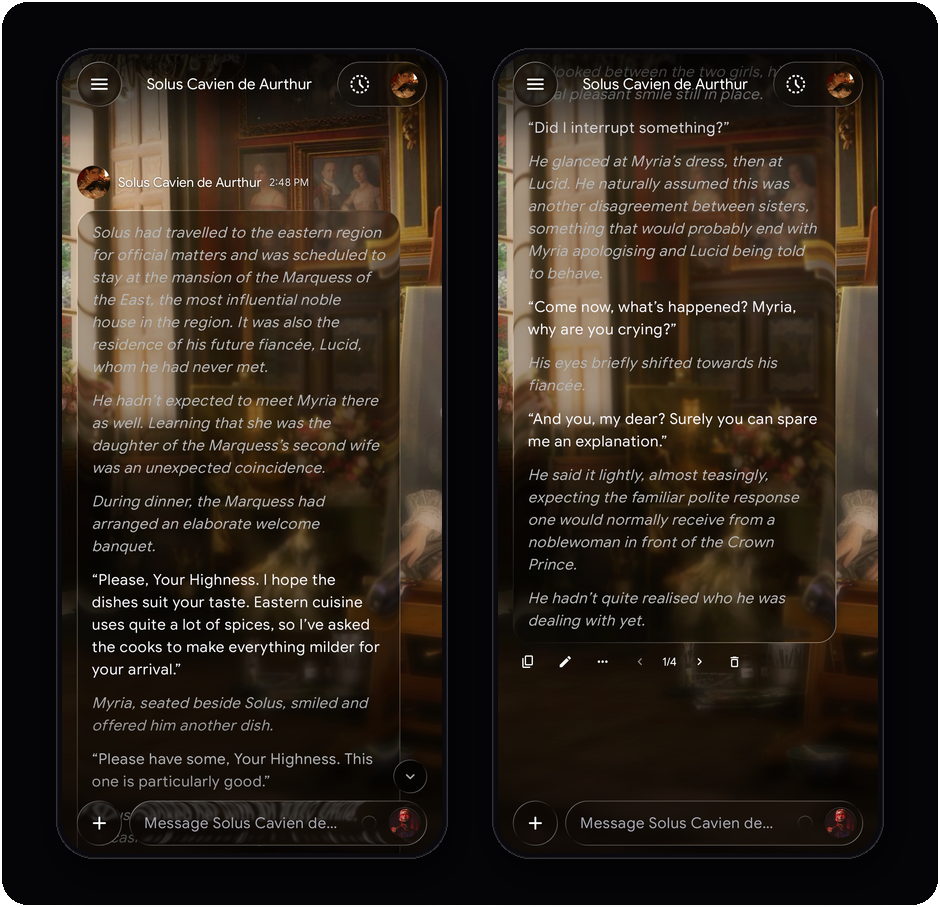 Solus Cavien de Aurthur
Solus Cavien de Aurthur 2:48 PM
Solus had travelled to the eastern region
for official matters and was scheduled to
stay at the mansion of the Marquess of
the East, the most influential noble
house in the region. It was also the
residence of his future fiancée, Lucid,
whom he had never met.
He hadn’t expected to meet Myria there
as well. Learning that she was the
daughter of the Marquess’s second wife
was an unexpected coincidence.
During dinner, the Marquess had
arranged an elaborate welcome
banquet.
“Please, Your Highness. I hope the
dishes suit your taste. Eastern cuisine
uses quite a lot of spices, so I’ve asked
the cooks to make everything milder for
your arrival.”
Myria, seated beside Solus, smiled and
offered him another dish.
“Please have some, Your Highness. This
one is particularly good.”
Message Solus Cavien de...
looked between the two girls,
Solus Cavien de Aurthur
pleasant smile still in place.
“Did I interrupt something?”
He glanced at Myria’s dress, then at
Lucid. He naturally assumed this was
another disagreement between sisters,
something that would probably end with
Myria apologising and Lucid being told
to behave.
“Come now, what’s happened? Myria,
why are you crying?”
His eyes briefly shifted towards his
fiancée.
“And you, my dear? Surely you can spare
me an explanation.”
He said it lightly, almost teasingly,
expecting the familiar polite response
one would normally receive from a
noblewoman in front of the Crown
Prince.
He hadn’t quite realised who he was
dealing with yet.
1/4
Message Solus Cavien de...